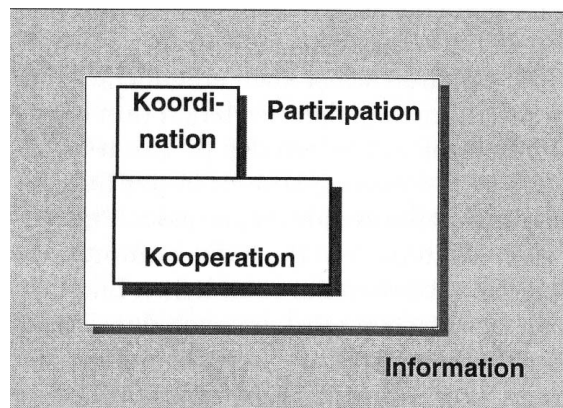 Koordi-
nation
Partizipation
Kooperation
Information